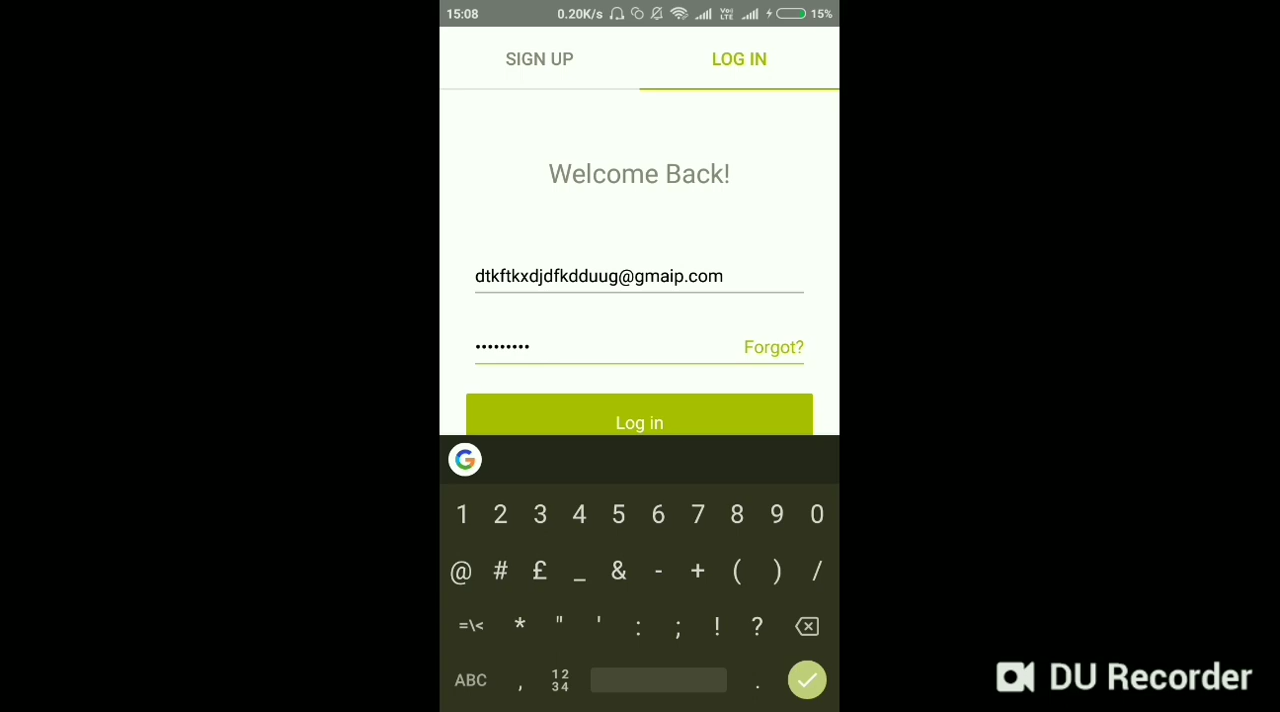 15:08 0.20K/s VoLTE 15%
SIGN UP LOG IN
Welcome Back!
dtkftkxdjdfkdduug@gmaip.com
••••••••• Forgot?
Log in
G
1 2 3 4 5 6 7 8 9 0
@ # £ _ & - + ( ) /
=\< * " ' : ; ! ?
ABC , 12 34 .
DU Recorder